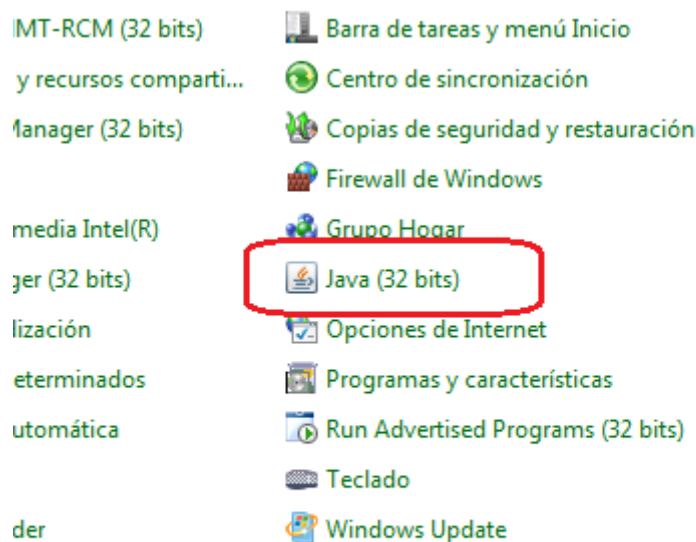 IMT-RCM (32 bits)
y recursos comparti...
Manager (32 bits)
media Intel(R)
ger (32 bits)
lización
eterminados
utomática
der
Barra de tareas y menú Inicio
Centro de sincronización
Copias de seguridad y restauración
Firewall de Windows
Grupo Hogar
Java (32 bits)
Opciones de Internet
Programas y características
Run Advertised Programs (32 bits)
Teclado
Windows Update